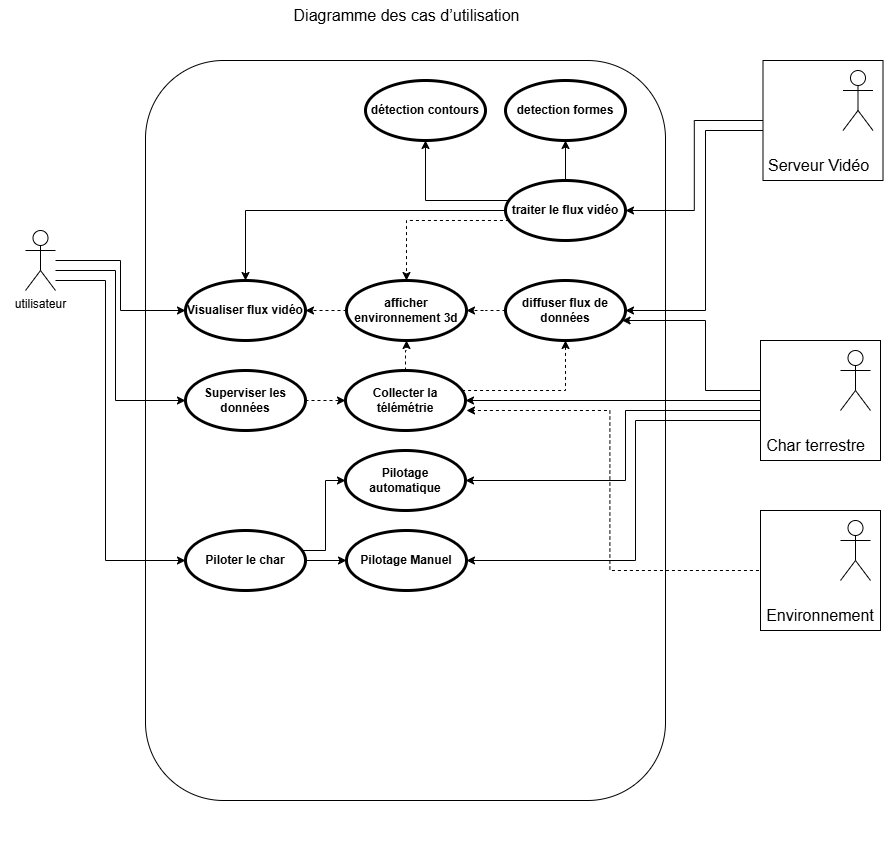 Diagramme des cas d’utilisation
détection contours
detection formes
Serveur Vidéo
traiter le flux vidéo
utilisateur
Visualiser flux vidéo
afficher
environnement 3d
diffuser flux de
données
Superviser les
données
Collecter la
télémétrie
Char terrestre
Pilotage
automatique
Piloter le char
Pilotage Manuel
Environnement